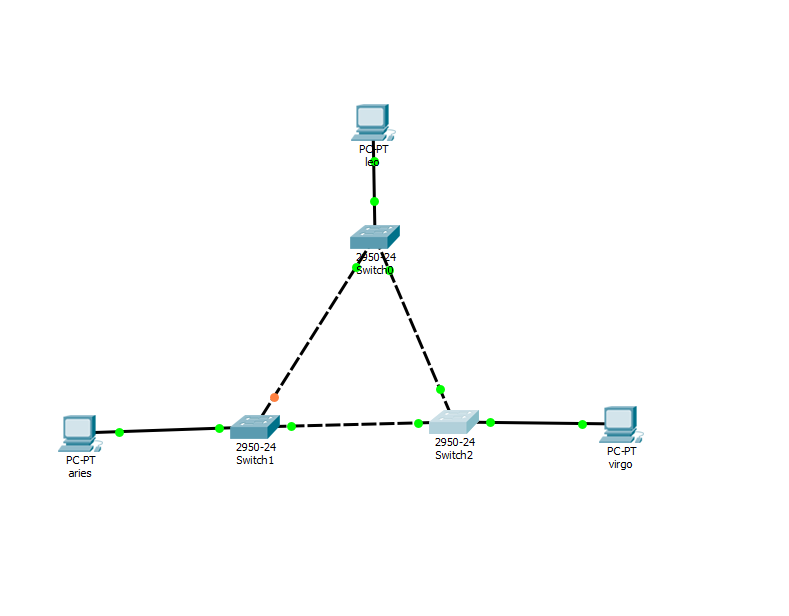 PC-PT
leo
2950-24
Switch0
2950-24
Switch1
2950-24
Switch2
PC-PT
aries
PC-PT
virgo